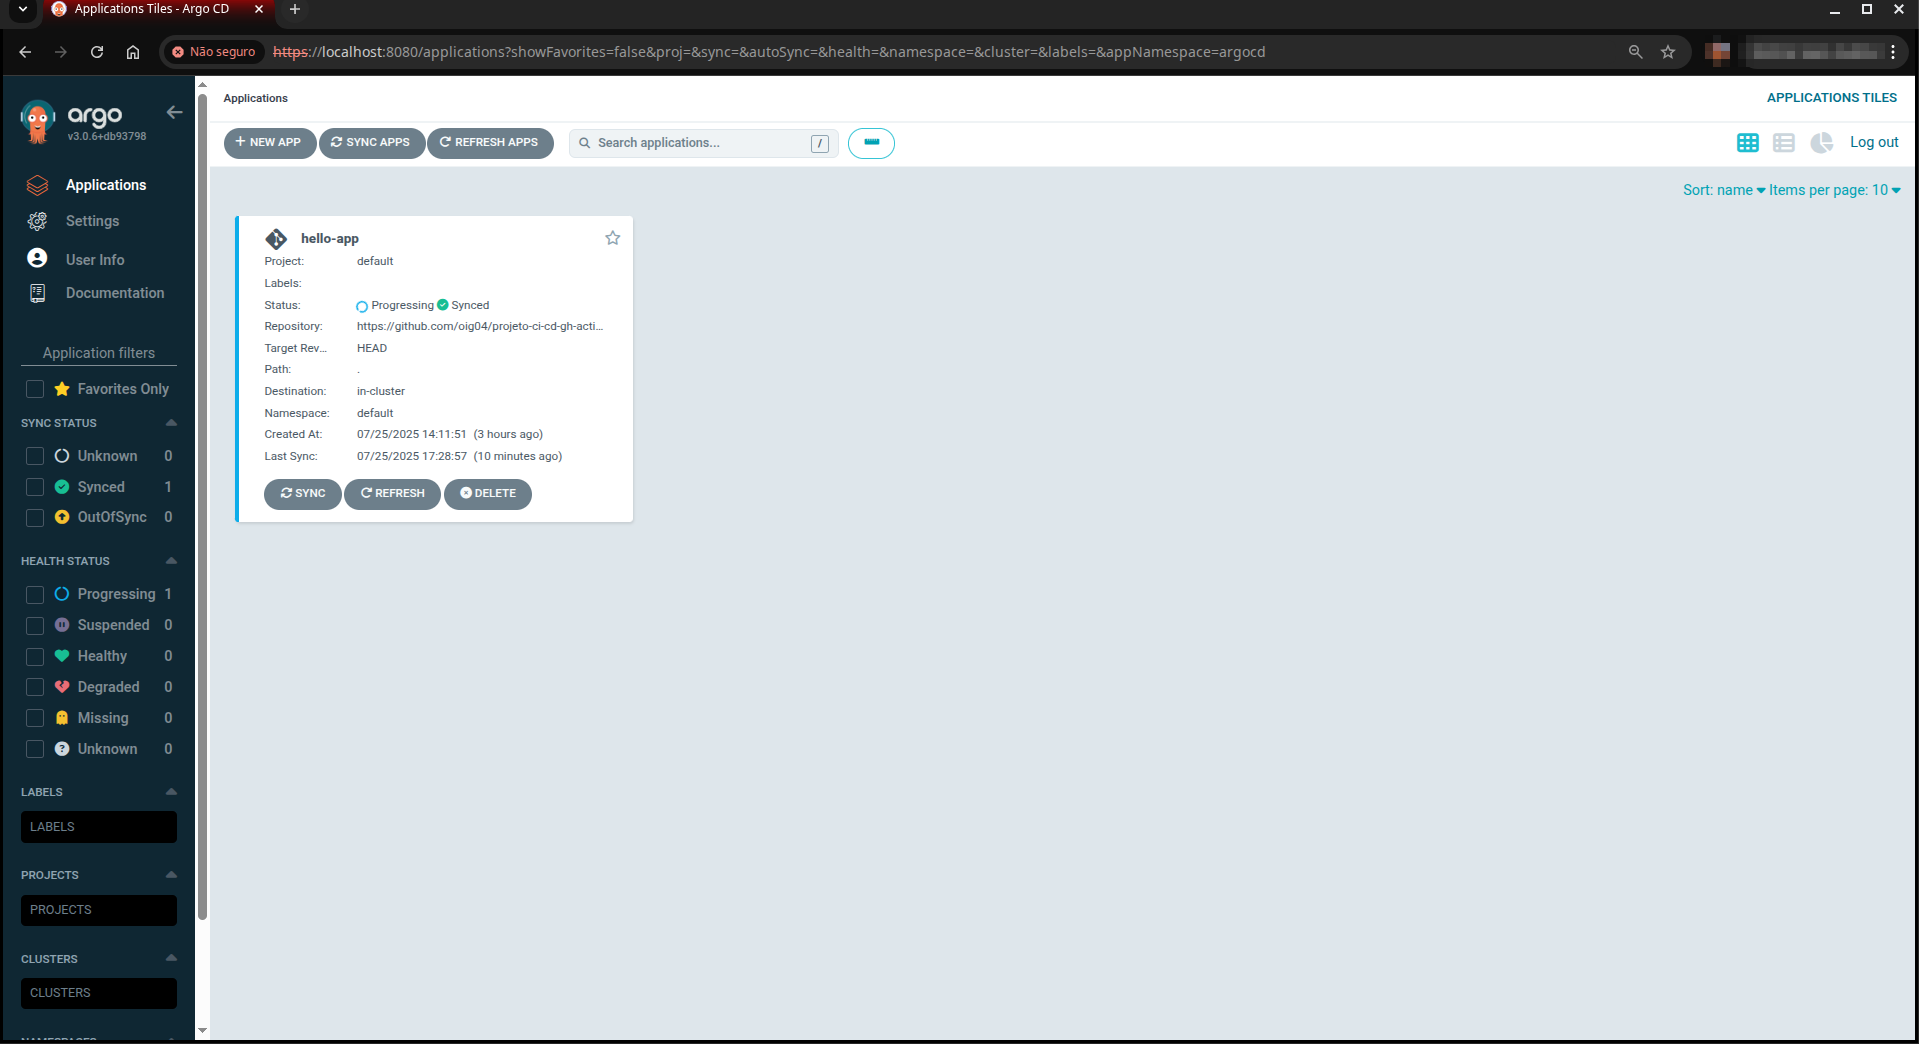 Applications Tiles - Argo CD
Não seguro
https://localhost:8080/applications?showFavorites=false&proj=&sync=&autoSync=&health=&namespace=&cluster=&labels=&appNamespace=argocd
argo
v3.0.6+db93798
Applications
Settings
User Info
Documentation
Application filters
Favorites Only
SYNC STATUS
Unknown 0
Synced 1
OutOfSync 0
HEALTH STATUS
Progressing 1
Suspended 0
Healthy 0
Degraded 0
Missing 0
Unknown 0
LABELS
LABELS
PROJECTS
PROJECTS
CLUSTERS
CLUSTERS
Applications
APPLICATIONS TILES
+ NEW APP
SYNC APPS
REFRESH APPS
Search applications...
/
Log out
Sort: name
Items per page: 10
hello-app
Project: default
Labels:
Status: Progressing Synced
Repository: https://github.com/oig04/projeto-ci-cd-gh-acti...
Target Rev... HEAD
Path: .
Destination: in-cluster
Namespace: default
Created At: 07/25/2025 14:11:51 (3 hours ago)
Last Sync: 07/25/2025 17:28:57 (10 minutes ago)
SYNC
REFRESH
DELETE